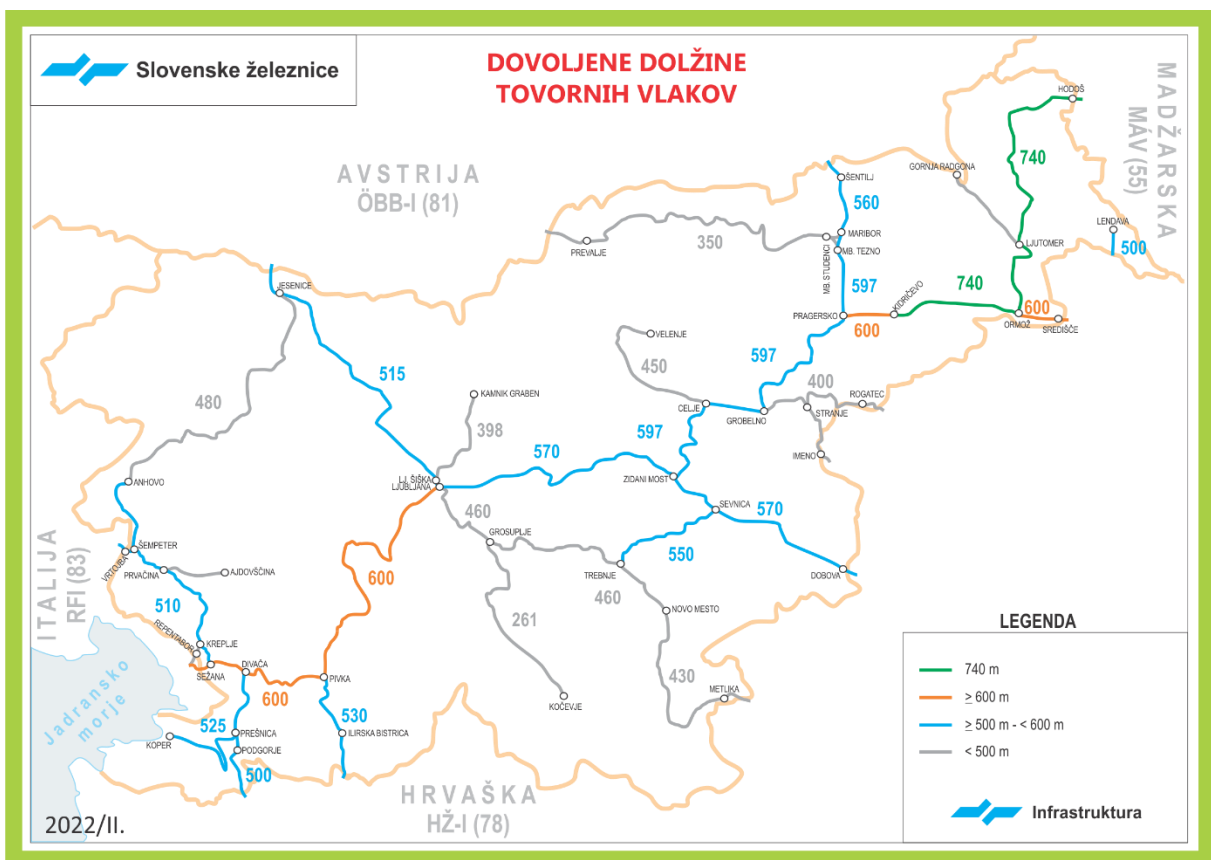 Slovenske železnice
DOVOLJENE DOLŽINE
TOVORNIH VLAKOV
MADŽARSKA
MÁV (55)
AVSTRIJA
ÖBB-I (81)
HODOŠ
740
GORNJA RADGONA
ŠENTILJ
560
LENDAVA
500
MARIBOR
350
PREVALJE
MB. STUDENCI
MB. TEZNO
LJUTOMER
597
740
JESENICE
KIDRIČEVO
PRAGERSKO
600
ORMOŽ
600
SREDIŠČE
VELENJE
597
450
515
400
480
KAMNIK GRABEN
ROGATEC
CELJE
GROBELNO
STRANJE
398
597
570
IMENO
ANHOVO
LJ. ŠIŠKA
LJUBLJANA
ZIDANI MOST
460
SEVNICA
570
GROSUPLJE
ITALIJA
RFI (83)
ŠEMPETER
VRTOJBA
550
PRVAČINA
AJDOVŠČINA
600
TREBNJE
DOBOVA
460
510
NOVO MESTO
261
LEGENDA
REPENTABOR
KREPLJE
SEŽANA
DIVAČA
600
PIVKA
430
740 m
METLIKA
KOČEVJE
≥ 600 m
Jadransko
morje
525
PREŠNICA
530
ILIRSKA BISTRICA
≥ 500 m - < 600 m
KOPER
PODGORJE
< 500 m
500
HRVAŠKA
HŽ-I (78)
Infrastruktura
2022/II.